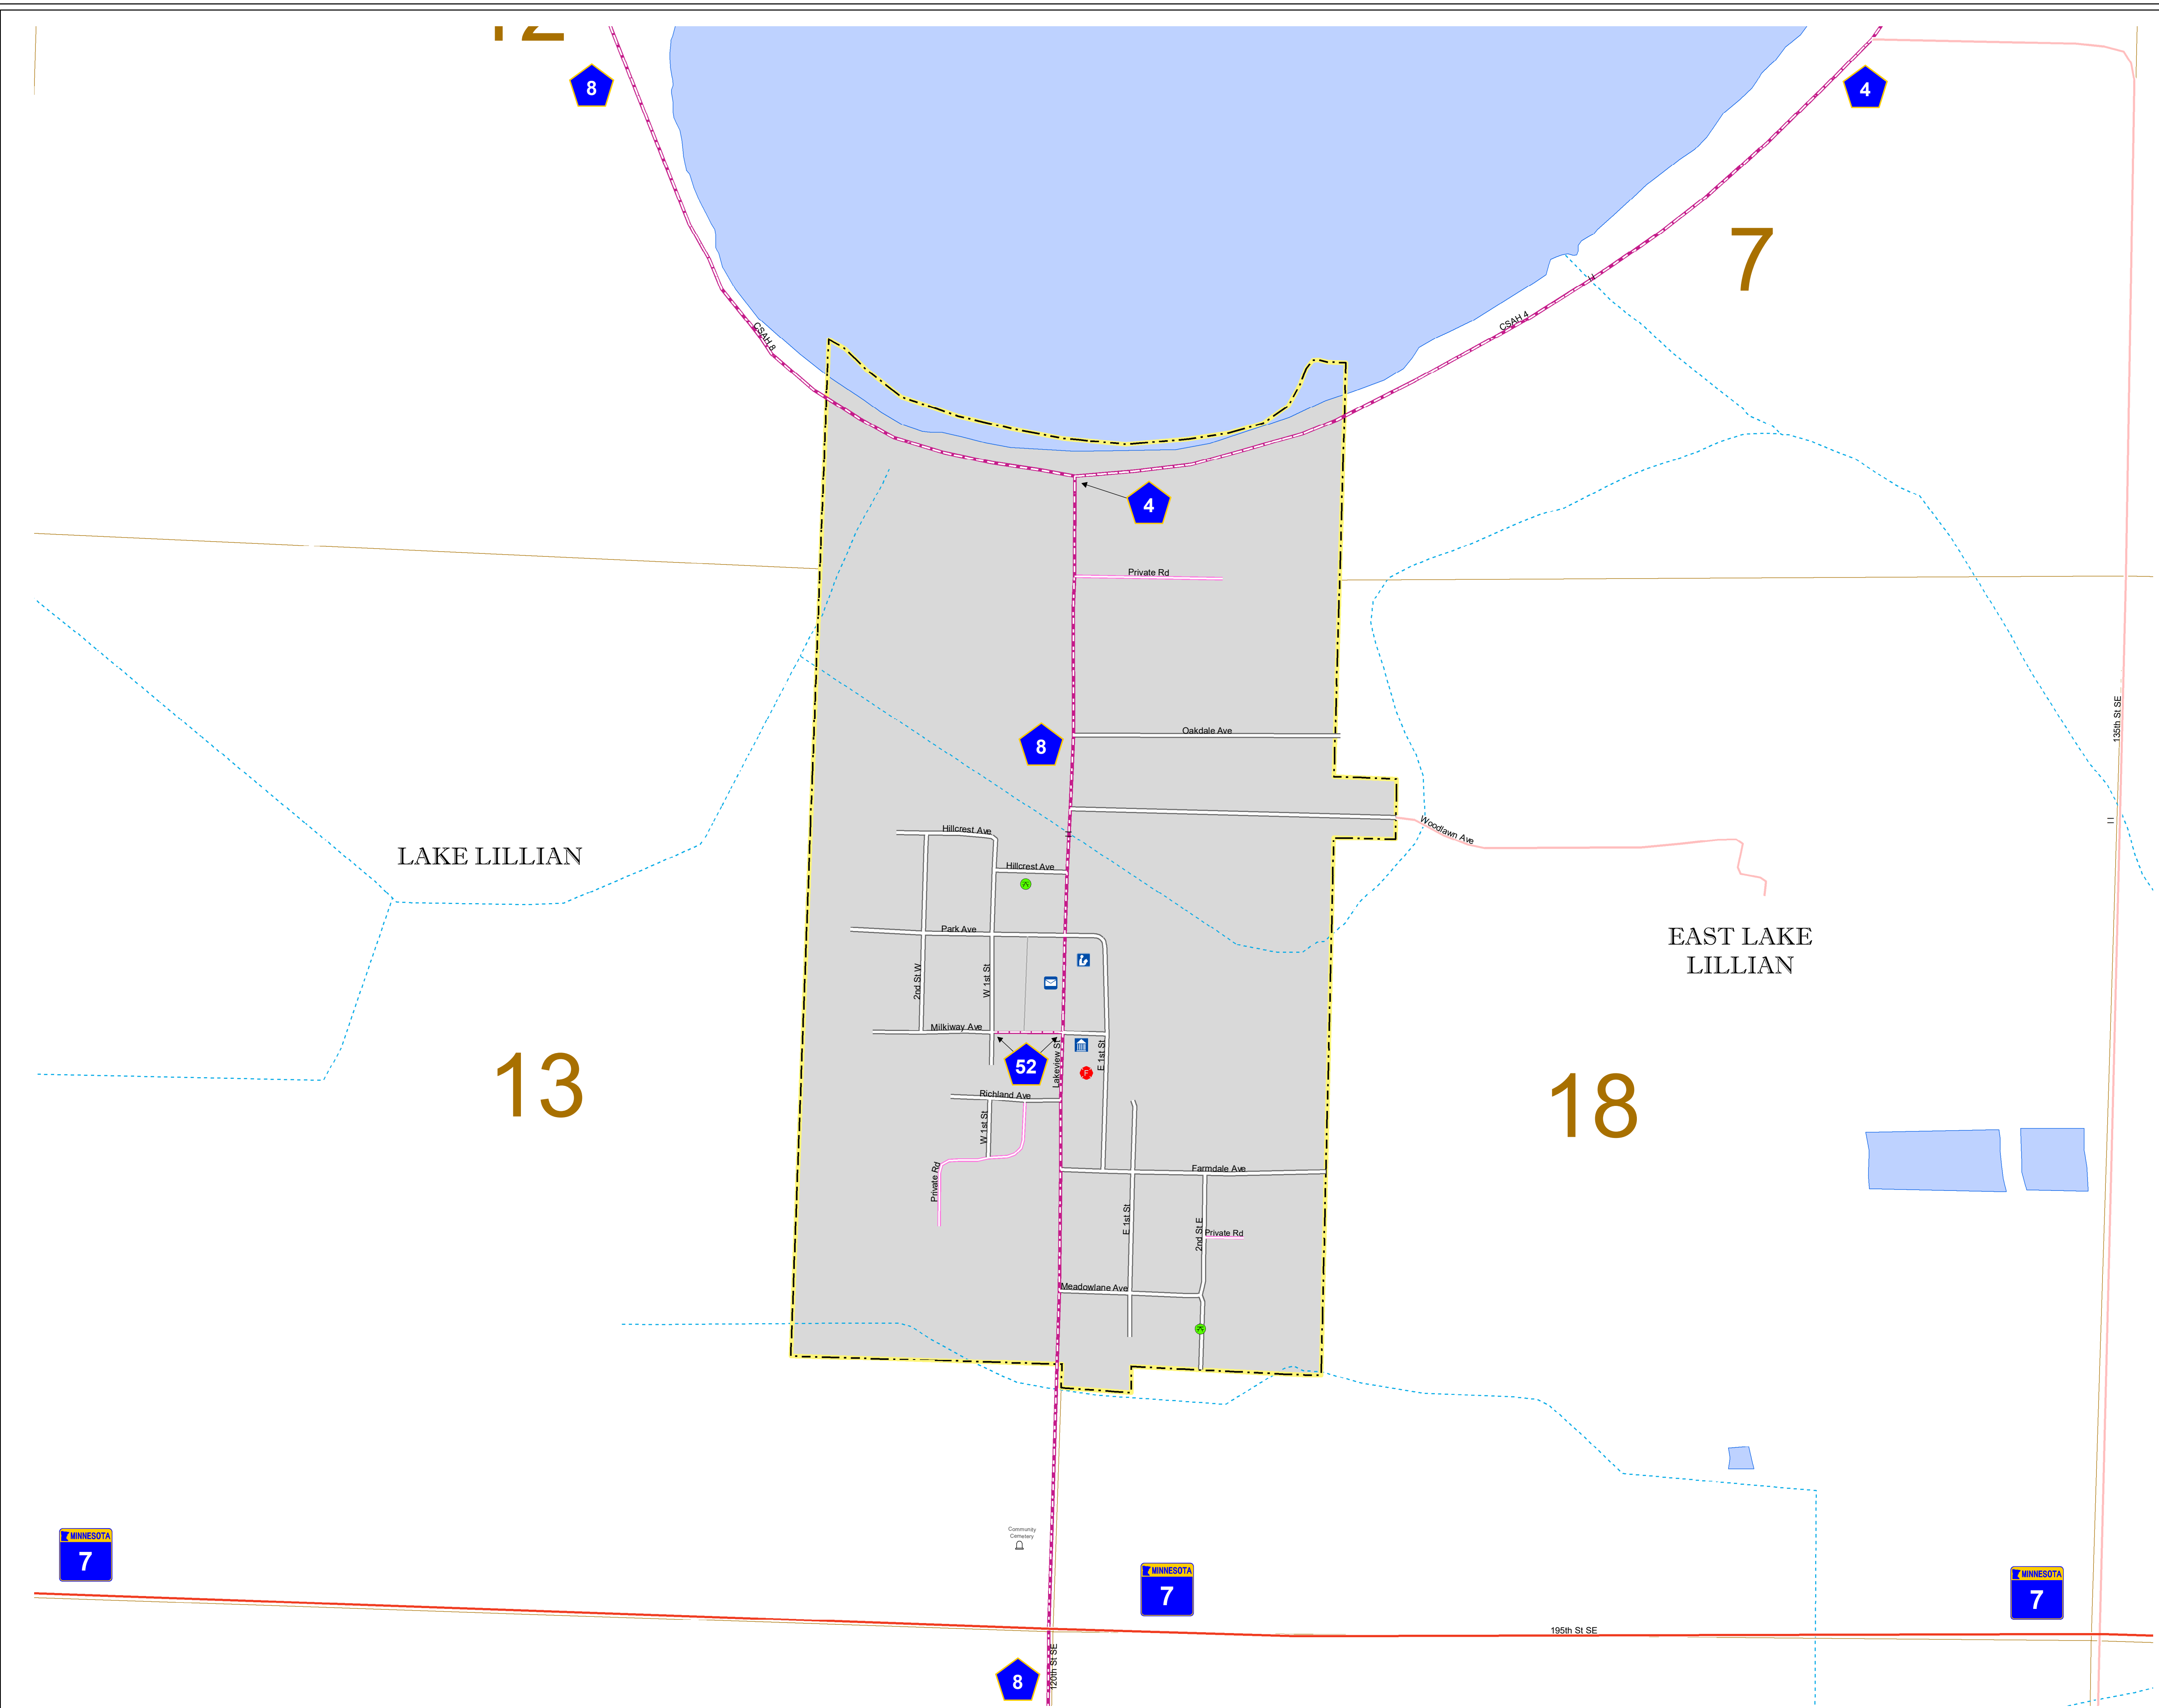 12
8
4
7
CSAH 8
CSAH 4
4
Private Rd
135th St SE
Oakdale Ave
8
Woodlawn Ave
Hillcrest Ave
LAKE LILLIAN
Hillcrest Ave
Park Ave
EAST LAKE
LILLIAN
2nd St W
W 1st St
Milkiway Ave
52
Lakeview St
E 1st St
F
13
18
Richland Ave
W 1st St
Private Rd
Farmdale Ave
E 1st St
2nd St E
Private Rd
Meadowlane Ave
Community
Cemetery
MINNESOTA
7
MINNESOTA
7
MINNESOTA
7
195th St SE
120th St SE
8